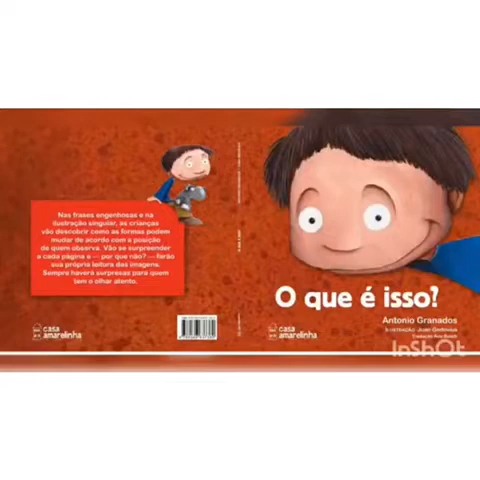 Nas frases engenhosas e na
ilustração singular, as crianças
vão descobrir como as formas podem
mudar de acordo com a posição
de quem observa. Vão se surpreender
a cada página e — por que não? — farão
sua própria leitura das imagens.
Sempre haverá surpresas para quem
tem o olhar atento.
casa
amarelinha
O que é isso?
Antonio Granados
ILUSTRAÇÃO
Tradução
casa
amarelinha
InShOt